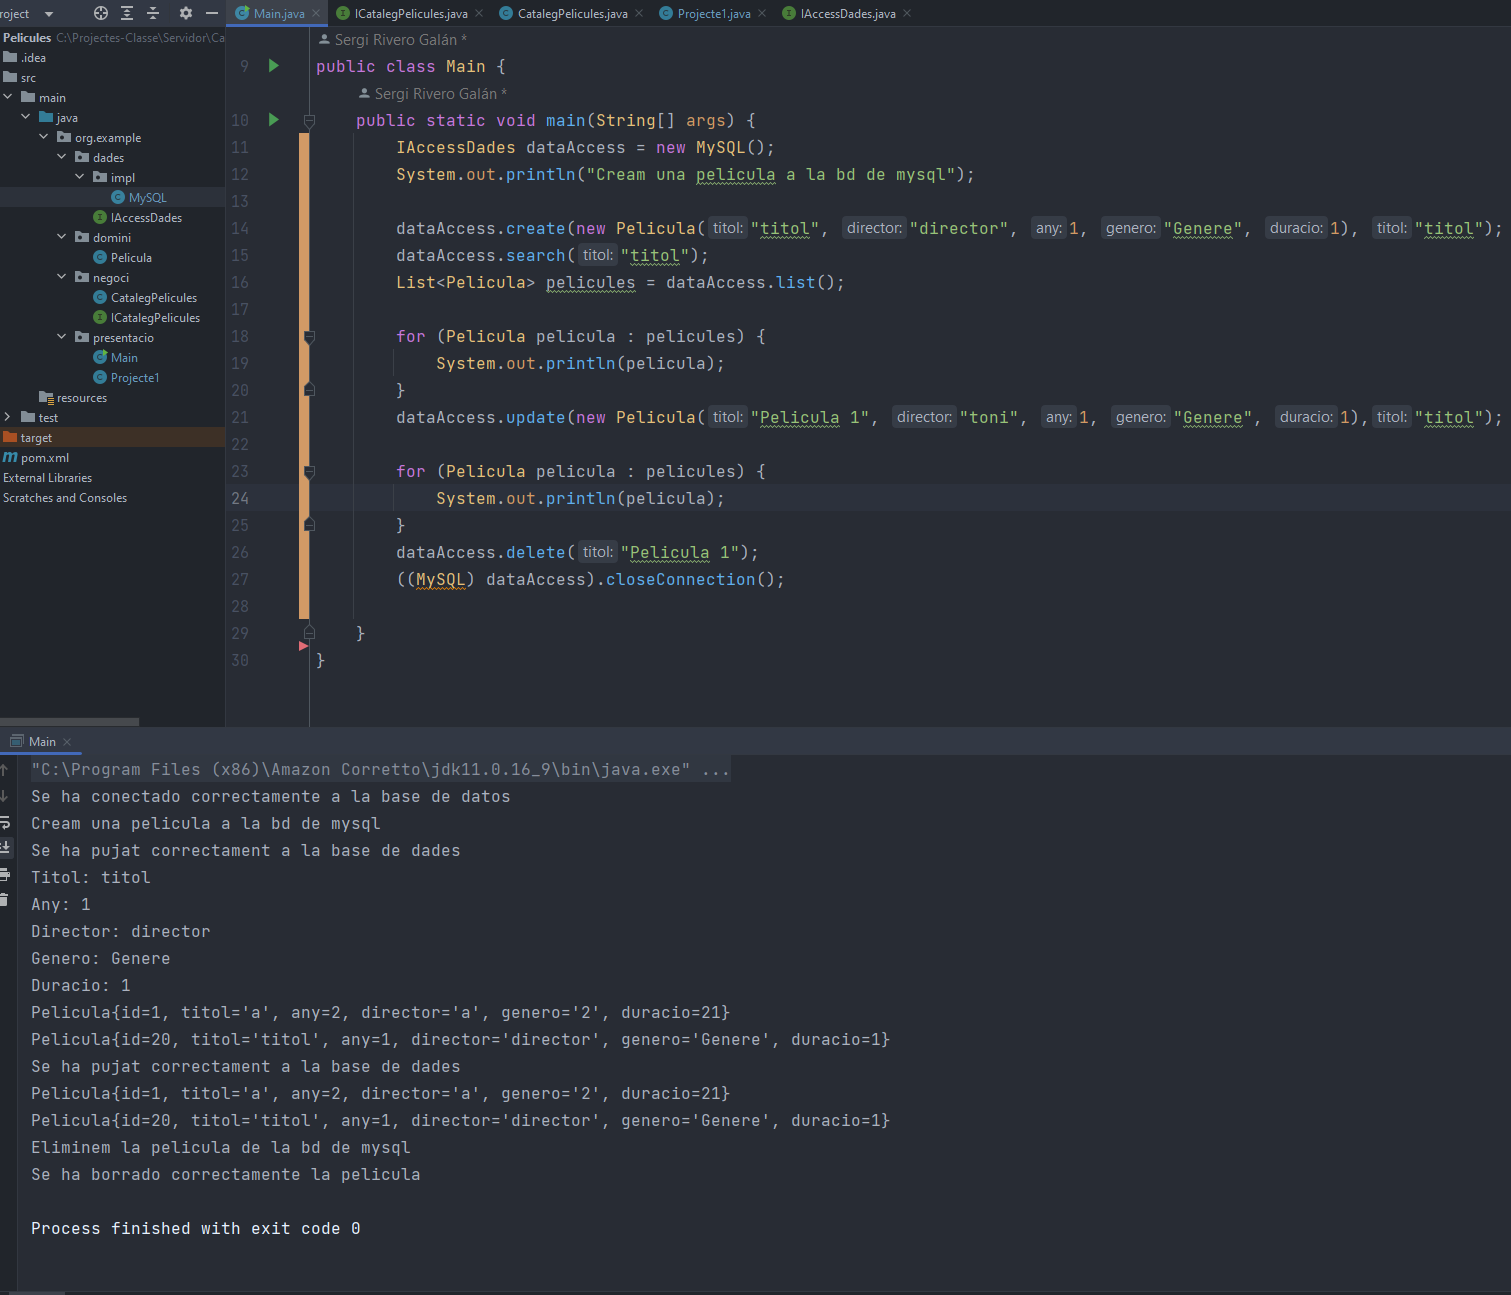 roject
Main.java
ICatalegPelicules.java
CatalegPelicules.java
Projecte1.java
IAccessDades.java
Pelicules C:\Projectes-Classe\Servidor\Ca
.idea
src
main
java
org.example
dades
impl
MySQL
IAccessDades
domini
Pelicula
negoci
CatalegPelicules
ICatalegPelicules
presentacio
Main
Projecte1
resources
test
target
pom.xml
External Libraries
Scratches and Consoles
Sergi Rivero Galán *
9 public class Main {
Sergi Rivero Galán *
10 public static void main(String[] args) {
11 IAccessDades dataAccess = new MySQL();
12 System.out.println("Cream una pelicula a la bd de mysql");
13
14 dataAccess.create(new Pelicula( titol: "titol", director: "director", any: 1, genero: "Genere", duracio: 1), titol: "titol");
15 dataAccess.search( titol: "titol");
16 List<Pelicula> pelicules = dataAccess.list();
17
18 for (Pelicula pelicula : pelicules) {
19 System.out.println(pelicula);
20 }
21 dataAccess.update(new Pelicula( titol: "Pelicula 1", director: "toni", any: 1, genero: "Genere", duracio: 1), titol: "titol");
22
23 for (Pelicula pelicula : pelicules) {
24 System.out.println(pelicula);
25 }
26 dataAccess.delete( titol: "Pelicula 1");
27 ((MySQL) dataAccess).closeConnection();
28
29 }
30 }
Main
"C:\Program Files (x86)\Amazon Corretto\jdk11.0.16_9\bin\java.exe" ...
Se ha conectado correctamente a la base de datos
Cream una pelicula a la bd de mysql
Se ha pujat correctament a la base de dades
Titol: titol
Any: 1
Director: director
Genero: Genere
Duracio: 1
Pelicula{id=1, titol='a', any=2, director='a', genero='2', duracio=21}
Pelicula{id=20, titol='titol', any=1, director='director', genero='Genere', duracio=1}
Se ha pujat correctament a la base de dades
Pelicula{id=1, titol='a', any=2, director='a', genero='2', duracio=21}
Pelicula{id=20, titol='titol', any=1, director='director', genero='Genere', duracio=1}
Eliminem la pelicula de la bd de mysql
Se ha borrado correctamente la pelicula
Process finished with exit code 0